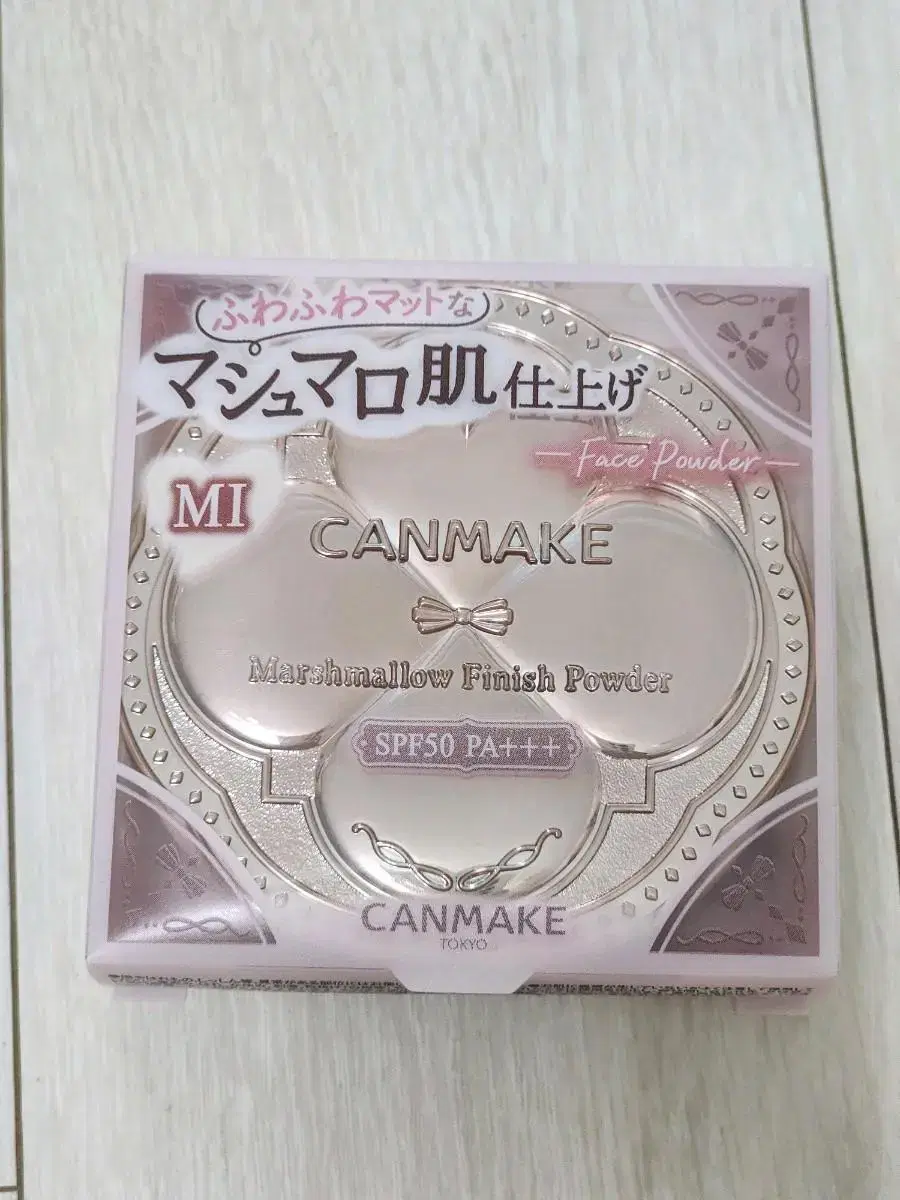 ふわふわマットな
マシュマロ肌仕上げ
Face Powder
MI
CANMAKE
Marshmallow Finish Powder
SPF50 PA+++
CANMAKE
TOKYO